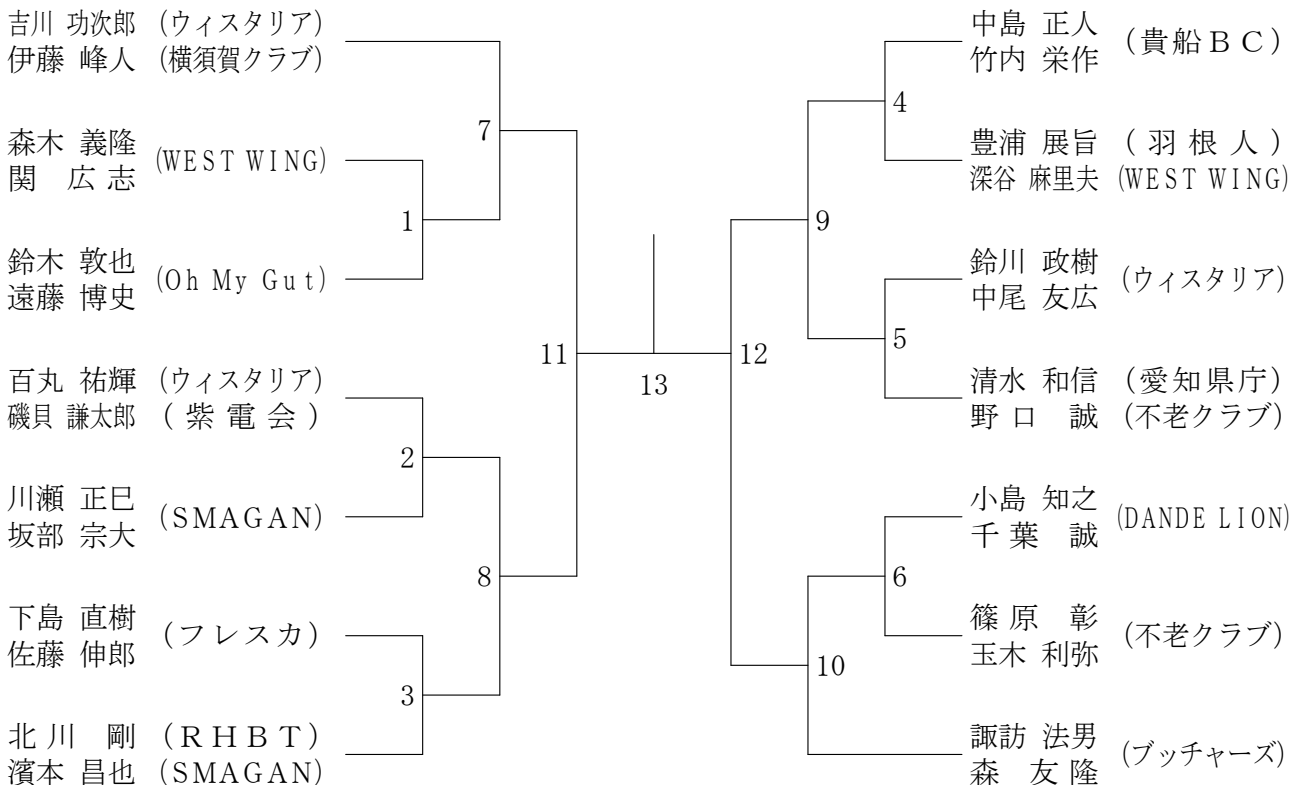 吉川 功次郎 (ウィスタリア)
伊藤 峰人 (横須賀クラブ)
7
森木 義隆
関 広志
(WEST WING)
1
鈴木 敦也
遠藤 博史
(Oh My Gut)
11
百丸 祐輝 (ウィスタリア)
磯貝 謙太郎 (紫電会)
2
川瀬 正巳
坂部 宗大
(SMAGAN)
8
下島 直樹
佐藤 伸郎
(フレスカ)
3
北川 剛 (RHBT)
濱本 昌也 (SMAGAN)
13
中島 正人
竹内 栄作
(貴船BC)
4
豊浦 展旨 (羽根人)
深谷 麻里夫 (WEST WING)
9
鈴川 政樹
中尾 友広
(ウィスタリア)
5
清水 和信 (愛知県庁)
野口 誠 (不老クラブ)
12
小島 知之
千葉 誠
(DANDE LION)
6
篠原 彰
玉木 利弥
(不老クラブ)
10
諏訪 法男
森 友隆
(ブッチャーズ)